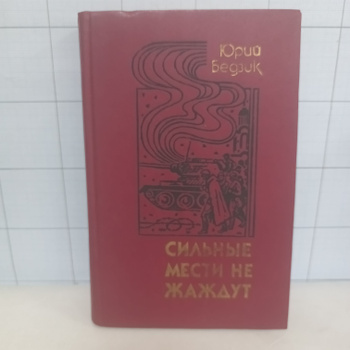 Юрий
Бедзик
СИЛЬНЫЕ
МЕСТИ НЕ
ЖАЖДУТ